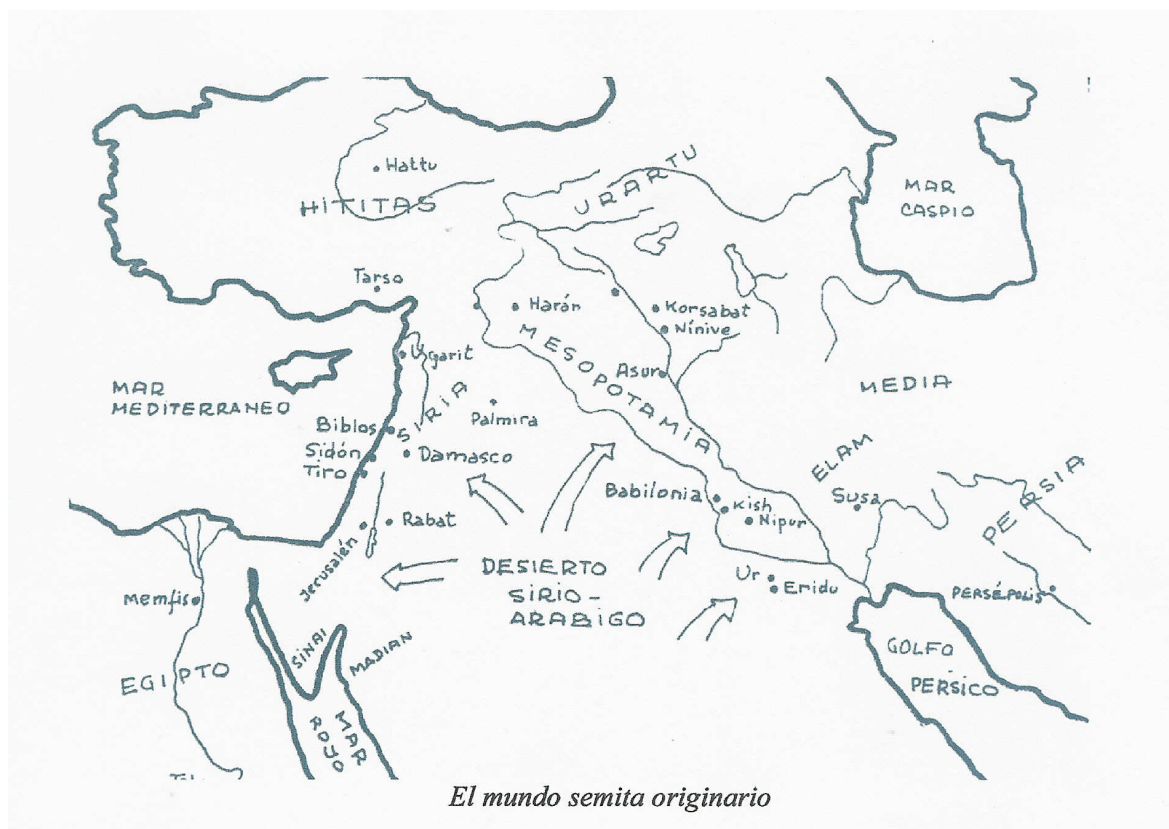 Hattu
HITITAS
URARTU
MAR
CASPIO
Tarso
Harán
Korsabat
Nínive
MESOPOTAMIA
Ugarit
Asur
MAR
MEDITERRANEO
MEDIA
SIRIA
Palmira
Biblos
Sidón
Tiro
Damasco
ELAM
Babilonia
Kish
Nipur
Susa
PERSIA
Rabat
Jerusalén
DESIERTO
SIRIO-
ARABIGO
Ur
Eridu
PERSÉPOLIS
Memfis
SINAI
MADIAN
EGIPTO
GOLFO
PERSICO
MAR
ROJO
El mundo semita originario